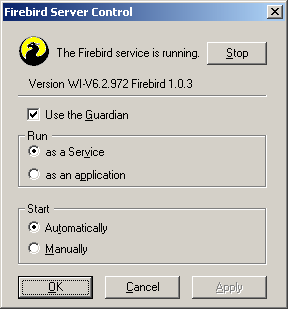 Firebird Server Control
The Firebird service is running.
Stop
Version WI-V6.2.972 Firebird 1.0.3
Use the Guardian
Run
as a Service
as an application
Start
Automatically
Manually
OK
Cancel
Apply